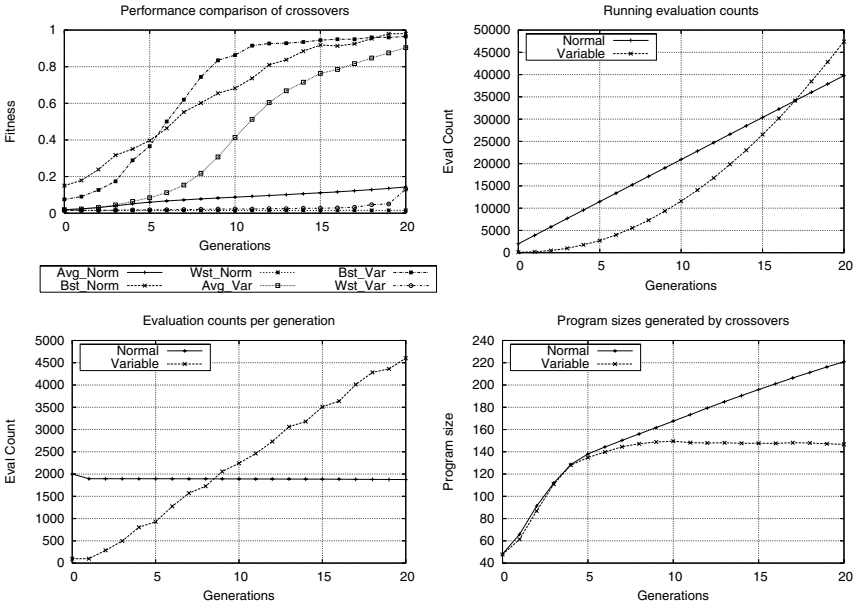 Performance comparison of crossovers
1
0.8
0.6
0.4
0.2
0
Fitness
0 5 10 15 20
Generations
Avg_Norm Wst_Norm Bst_Var
Bst_Norm Avg_Var Wst_Var
Running evaluation counts
50000
45000
40000
35000
30000
25000
20000
15000
10000
5000
0
Eval Count
Normal
Variable
0 5 10 15 20
Generations
Evaluation counts per generation
5000
4500
4000
3500
3000
2500
2000
1500
1000
500
0
Eval Count
Normal
Variable
0 5 10 15 20
Generations
Program sizes generated by crossovers
240
220
200
180
160
140
120
100
80
60
40
Program size
Normal
Variable
0 5 10 15 20
Generations